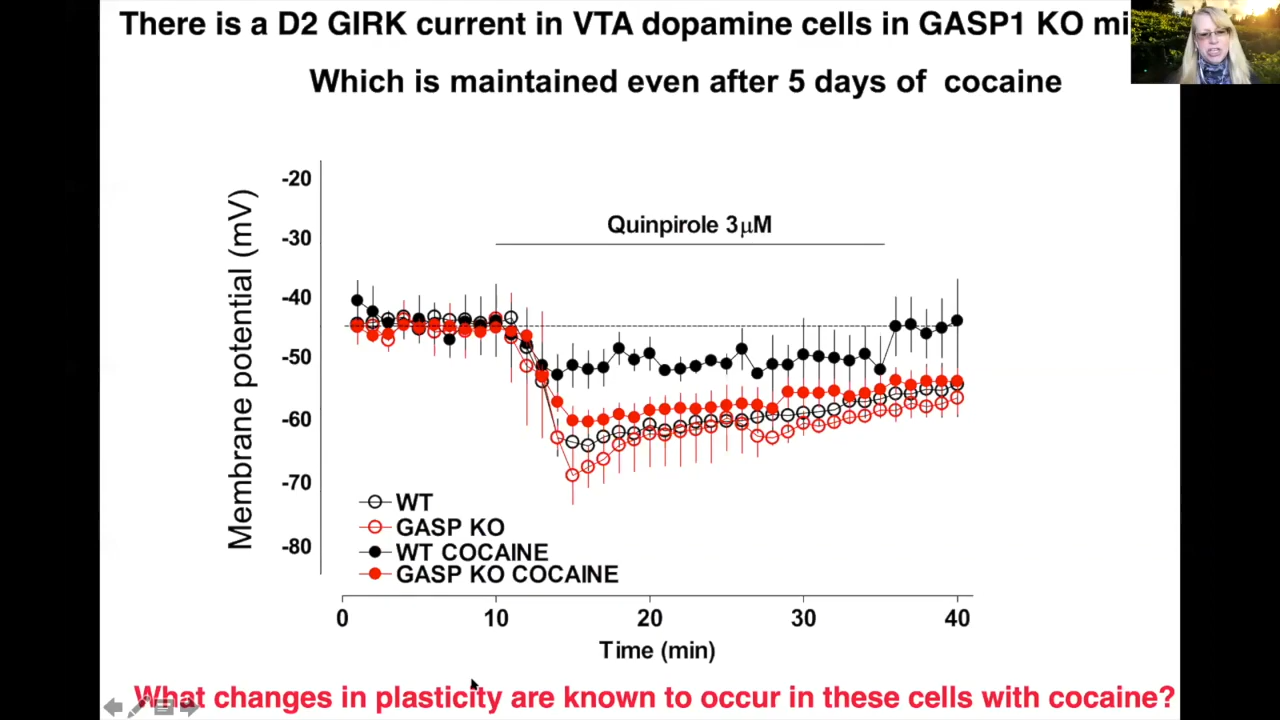 There is a D2 GIRK current in VTA dopamine cells in GASP1 KO
Which is maintained even after 5 days of cocaine
Quinpirole 3μM
Membrane potential (mV)
-20
-30
-40
-50
-60
-70
-80
WT
GASP KO
WT COCAINE
GASP KO COCAINE
0 10 20 30 40
Time (min)
What changes in plasticity are known to occur in these cells with cocaine?